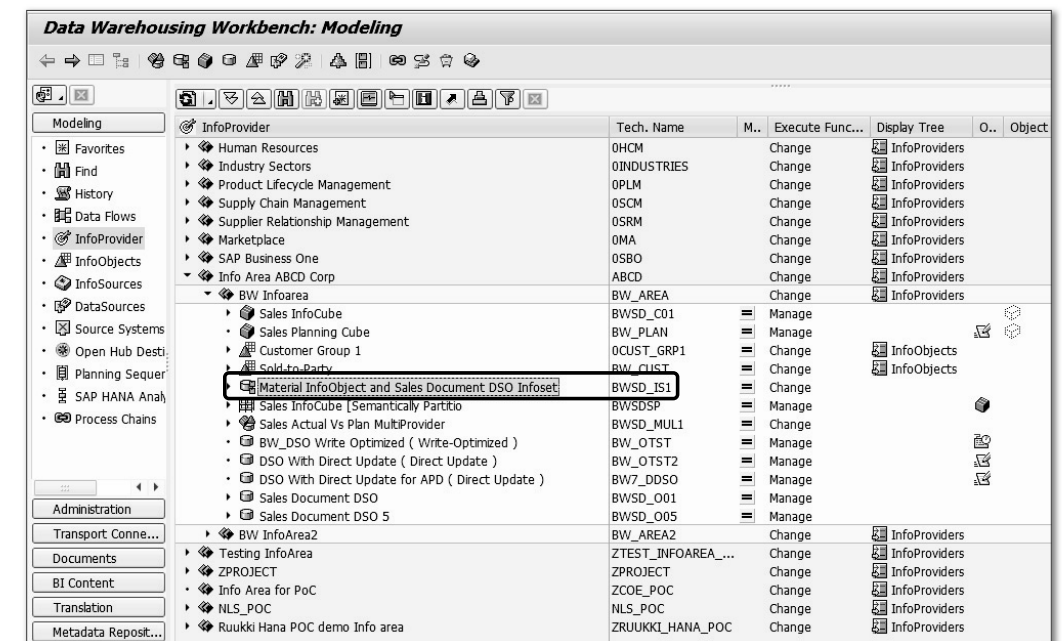 Data Warehousing Workbench: Modeling
Modeling
Favorites
Find
History
Data Flows
InfoProvider
InfoObjects
InfoSources
DataSources
Source Systems
Open Hub Desti
Planning Sequer
SAP HANA Analy
Process Chains
Administration
Transport Conne...
Documents
BI Content
Translation
Metadata Reposit...
InfoProvider Tech. Name M.. Execute Func... Display Tree O.. Object
Human Resources 0HCM Change InfoProviders
Industry Sectors 0INDUSTRIES Change InfoProviders
Product Lifecycle Management 0PLM Change InfoProviders
Supply Chain Management 0SCM Change InfoProviders
Supplier Relationship Management 0SRM Change InfoProviders
Marketplace 0MA Change InfoProviders
SAP Business One 0SBO Change InfoProviders
Info Area ABCD Corp ABCD Change InfoProviders
BW Infoarea BW_AREA Change InfoProviders
Sales InfoCube BWSD_C01 = Manage
Sales Planning Cube BW_PLAN = Manage
Customer Group 1 0CUST_GRP1 = Change InfoObjects
Sold-to-Party BW_CUST = Change InfoObjects
Material InfoObject and Sales Document DSO Infoset BWSD_IS1 = Change
Sales InfoCube [Semantically Partitio BWSDSP = Manage
Sales Actual Vs Plan MultiProvider BWSD_MUL1 = Change
BW_DSO Write Optimized ( Write-Optimized ) BW_OTST = Manage
DSO With Direct Update ( Direct Update ) BW_OTST2 = Manage
DSO With Direct Update for APD ( Direct Update ) BW7_DDSO = Manage
Sales Document DSO BWSD_O01 = Manage
Sales Document DSO 5 BWSD_O05 = Manage
BW InfoArea2 BW_AREA2 Change InfoProviders
Testing InfoArea ZTEST_INFOAREA_... Change InfoProviders
ZPROJECT ZPROJECT Change InfoProviders
Info Area for PoC ZCOE_POC Change InfoProviders
NLS_POC NLS_POC Change InfoProviders
Ruukki Hana POC demo Info area ZRUUKKI_HANA_POC Change InfoProviders